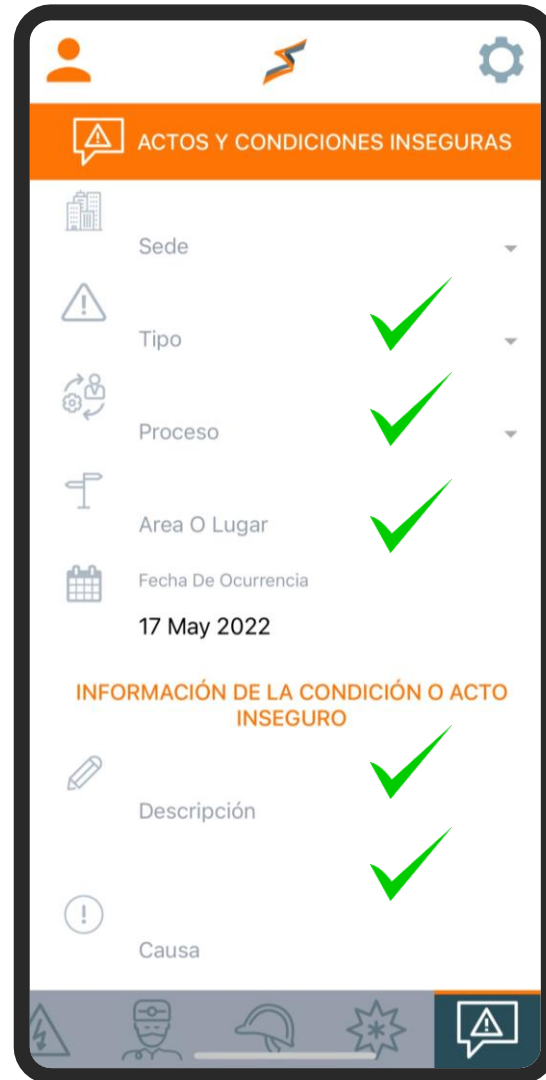 ACTOS Y CONDICIONES INSEGURAS
Sede
Tipo
Proceso
Area O Lugar
Fecha De Ocurrencia
17 May 2022
INFORMACIÓN DE LA CONDICIÓN O ACTO
INSEGURO
Descripción
Causa